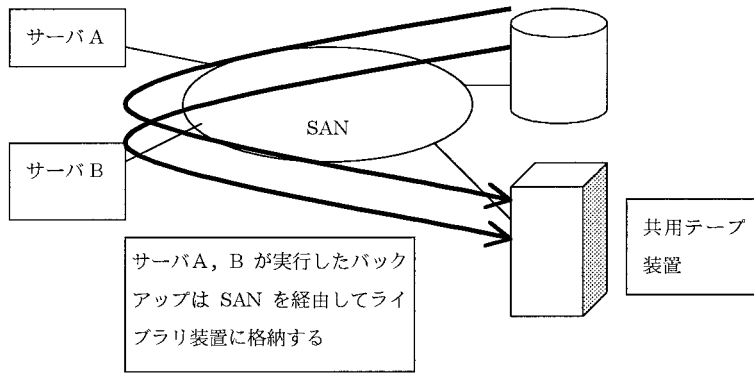 サーバA
SAN
サーバB
共用テープ
装置
サーバA, B が実行したバック
アップは SAN を経由してライ
ブラリ装置に格納する